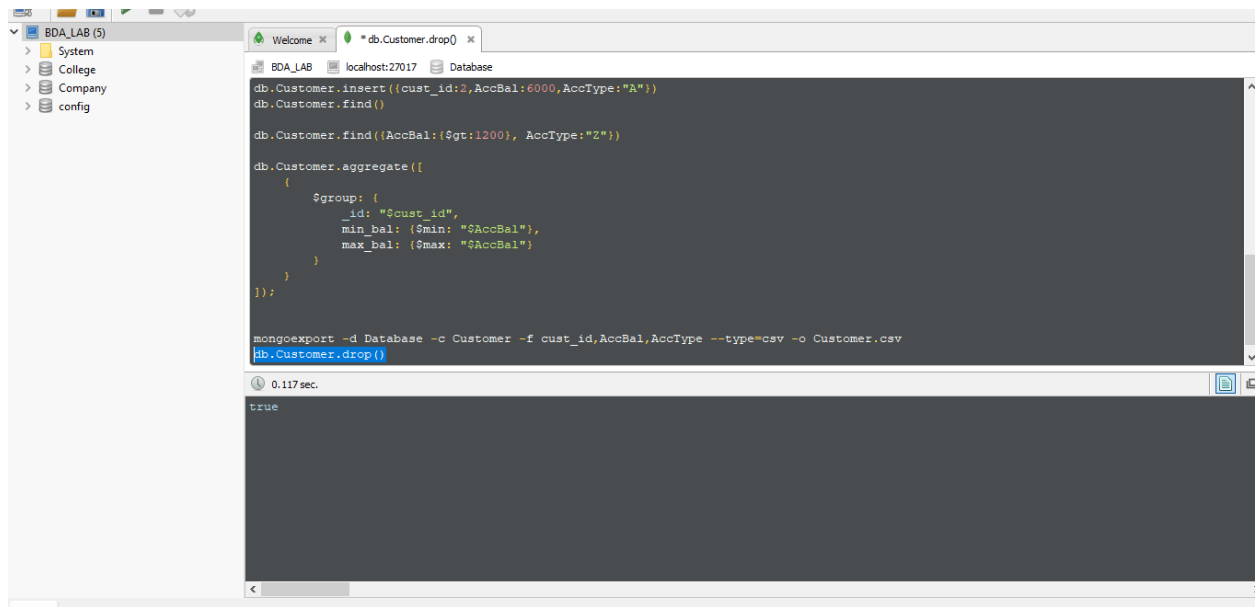 BDA_LAB (5)
System
College
Company
config
Welcome
* db.Customer.drop()
BDA_LAB localhost:27017 Database
db.Customer.insert({cust_id:2,AccBal:6000,AccType:"A"})
db.Customer.find()
db.Customer.find({AccBal:{$gt:1200}, AccType:"Z"})
db.Customer.aggregate([
{
$group: {
_id: "$cust_id",
min_bal: {$min: "$AccBal"},
max_bal: {$max: "$AccBal"}
}
}
]);
mongoexport -d Database -c Customer -f cust_id,AccBal,AccType --type=csv -o Customer.csv
db.Customer.drop()
0.117 sec.
true